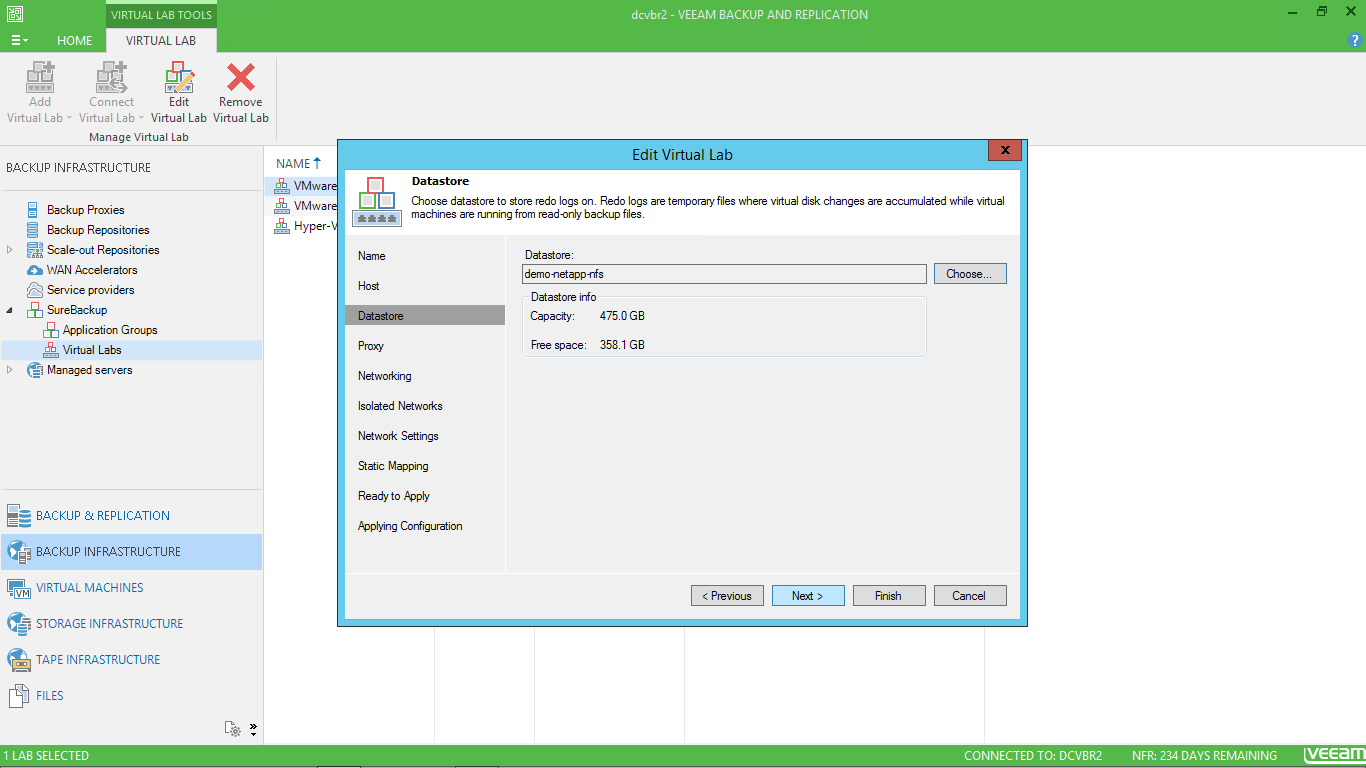 VIRTUAL LAB TOOLS
dcvbr2 - VEEAM BACKUP AND REPLICATION
HOME
VIRTUAL LAB
?
Add
Virtual Lab
Connect
Virtual Lab
Edit
Virtual Lab
Remove
Virtual Lab
Manage Virtual Lab
BACKUP INFRASTRUCTURE
Backup Proxies
Backup Repositories
Scale-out Repositories
WAN Accelerators
Service providers
SureBackup
Application Groups
Virtual Labs
Managed servers
BACKUP & REPLICATION
BACKUP INFRASTRUCTURE
VM
VIRTUAL MACHINES
STORAGE INFRASTRUCTURE
TAPE INFRASTRUCTURE
FILES
NAME
VMware
VMware
Hyper-V
Edit Virtual Lab
x
Datastore
Choose datastore to store redo logs on. Redo logs are temporary files where virtual disk changes are accumulated while virtual
machines are running from read-only backup files.
Name
Host
Datastore
Proxy
Networking
Isolated Networks
Network Settings
Static Mapping
Ready to Apply
Applying Configuration
Datastore:
demo-netapp-nfs
Choose...
Datastore info
Capacity: 475.0 GB
Free space: 358.1 GB
< Previous
Next >
Finish
Cancel
1 LAB SELECTED
CONNECTED TO: DCVBR2
NFR: 234 DAYS REMAINING
veeam